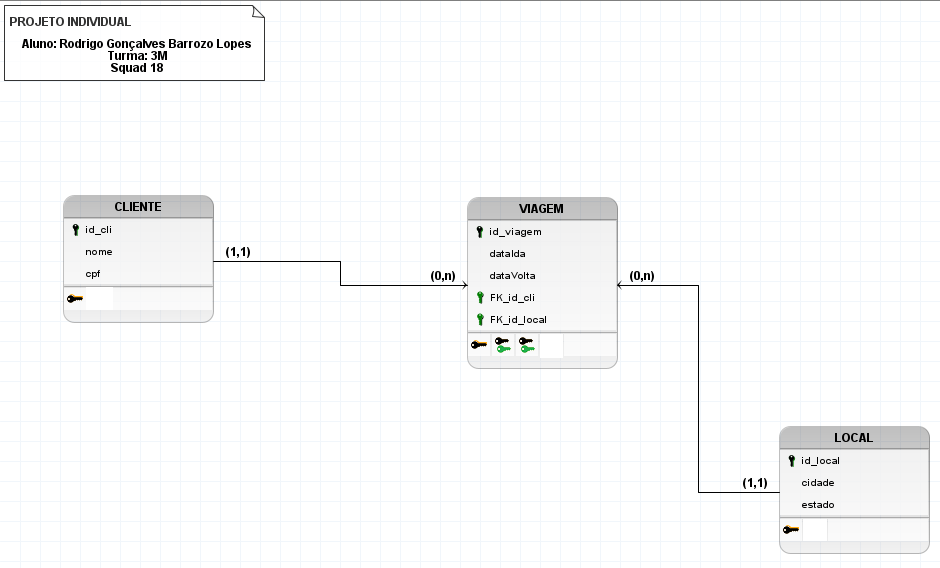 PROJETO INDIVIDUAL
Aluno: Rodrigo Gonçalves Barrozo Lopes
Turma: 3M
Squad 18
CLIENTE
id_cli
nome
cpf
(1,1)
(0,n)
VIAGEM
id_viagem
dataIda
dataVolta
FK_id_cli
FK_id_local
(0,n)
(1,1)
LOCAL
id_local
cidade
estado